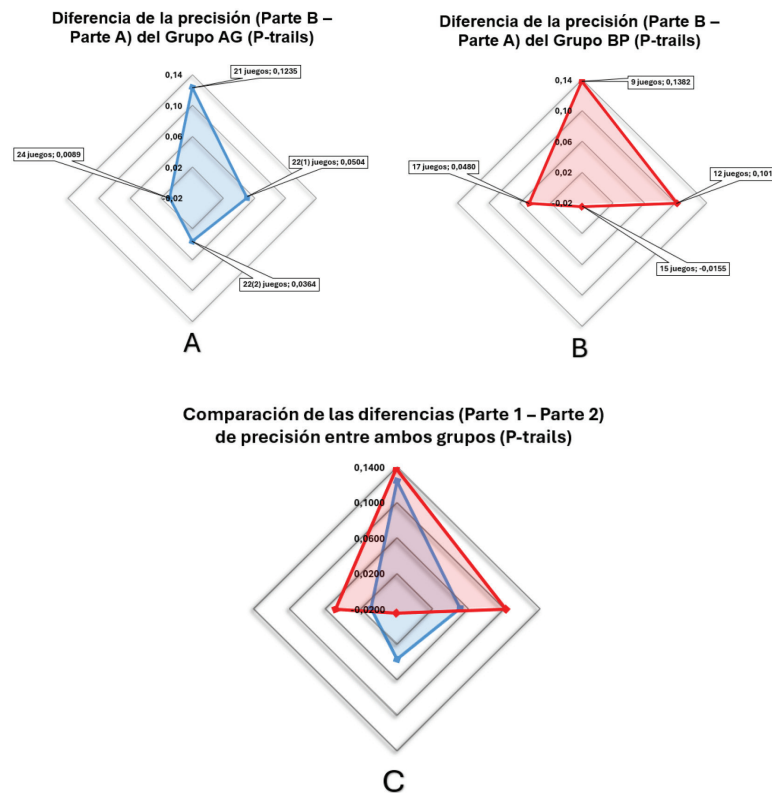 Diferencia de la precisión (Parte B –
Parte A) del Grupo AG (P-trails)
0,14
21 juegos; 0,1235
0,10
0,06
24 juegos; 0,0089
0,02
22(1) juegos; 0,0504
-0,02
22(2) juegos; 0,0364
A
Diferencia de la precisión (Parte B –
Parte A) del Grupo BP (P-trails)
0,14
9 juegos; 0,1382
0,10
0,06
17 juegos; 0,0480
0,02
12 juegos; 0,101
0,02
15 juegos; -0,0155
B
Comparación de las diferencias (Parte 1 – Parte 2)
de precisión entre ambos grupos (P-trails)
0,1400
0,1000
0,0600
0,0200
-0,0200
C